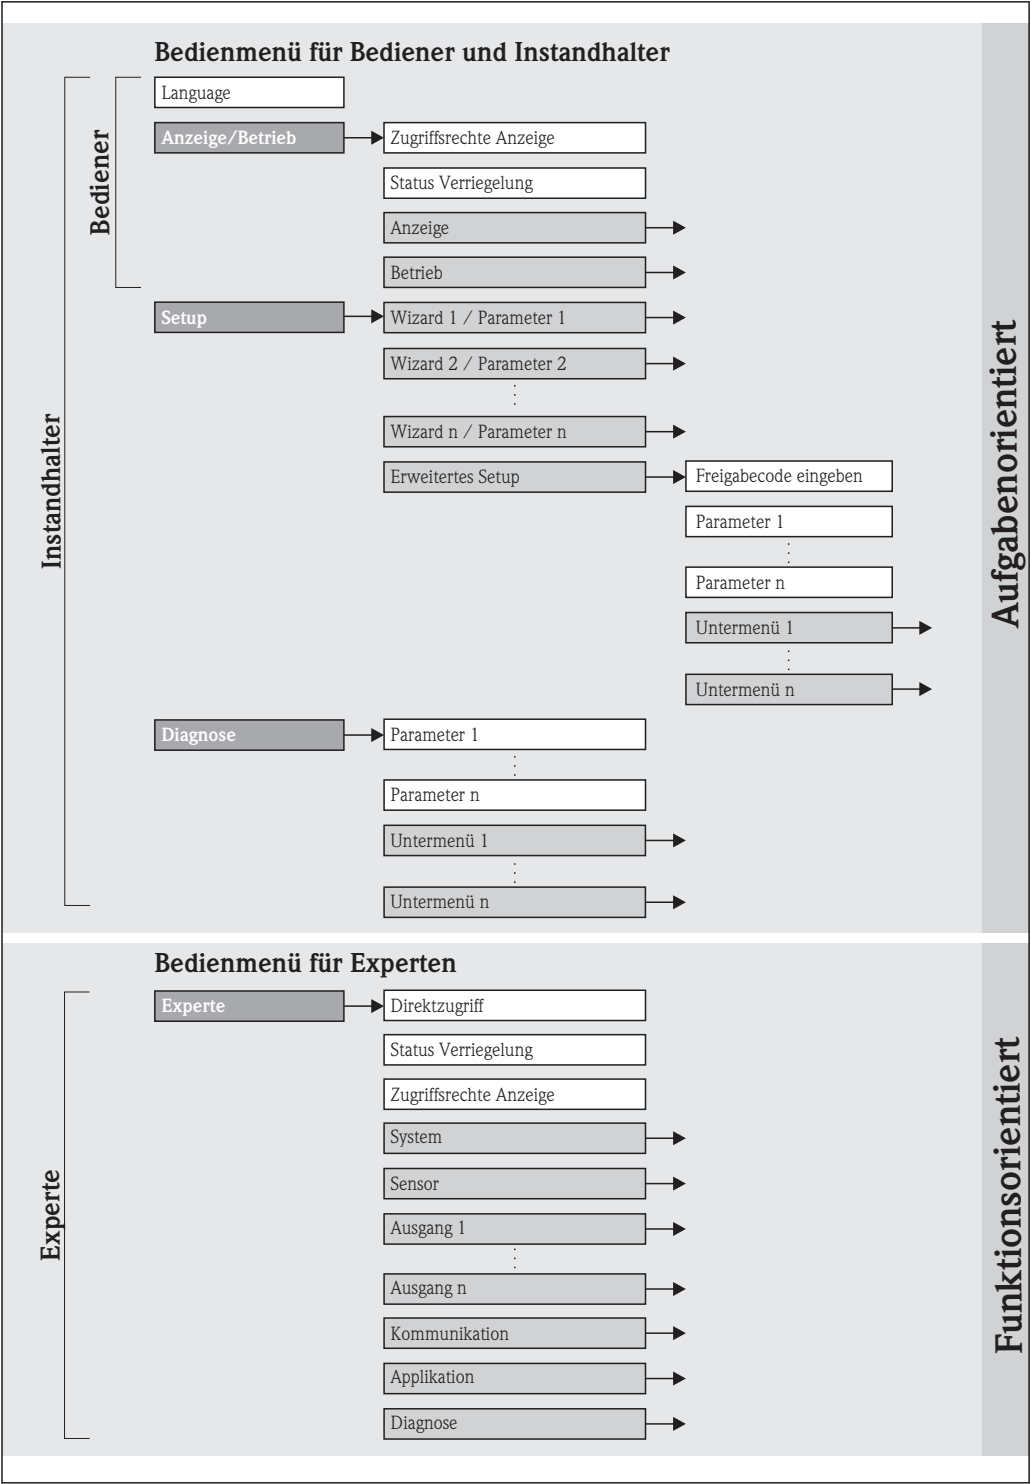 Bedienmenü für Bediener und Instandhalter
Language
Anzeige/Betrieb
Zugriffsrechte Anzeige
Status Verriegelung
Anzeige
Betrieb
Bediener
Setup
Wizard 1 / Parameter 1
Wizard 2 / Parameter 2
Wizard n / Parameter n
Erweitertes Setup
Freigabecode eingeben
Parameter 1
Parameter n
Untermenü 1
Untermenü n
Diagnose
Parameter 1
Parameter n
Untermenü 1
Untermenü n
Instandhalter
Aufgabenorientiert
Bedienmenü für Experten
Experte
Direktzugriff
Status Verriegelung
Zugriffsrechte Anzeige
System
Sensor
Ausgang 1
Ausgang n
Kommunikation
Applikation
Diagnose
Experte
Funktionsorientiert